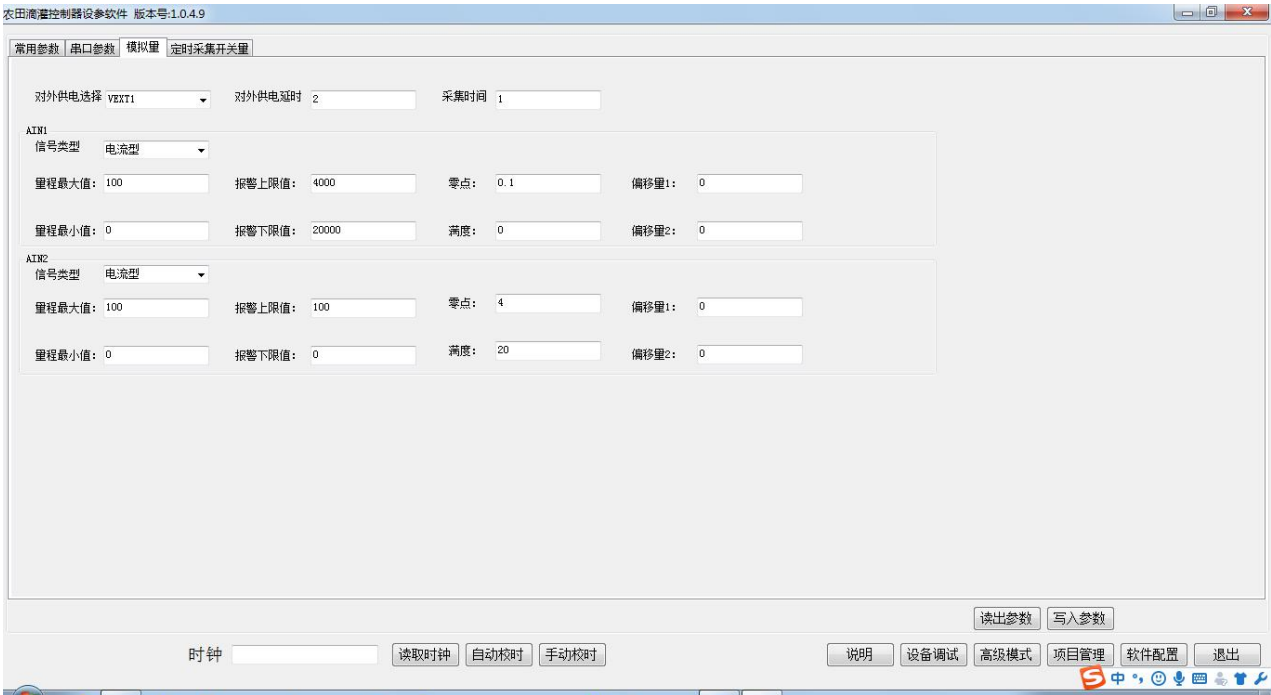 农田滴灌控制器设参软件 版本号:1.0.4.9
常用参数 串口参数 模拟量 定时采集开关量
对外供电选择 VEXT1 对外供电延时 2 采集时间 1
AIN1
信号类型 电流型
量程最大值: 100 报警上限值: 4000 零点: 0.1 偏移量1: 0
量程最小值: 0 报警下限值: 20000 满度: 0 偏移量2: 0
AIN2
信号类型 电流型
量程最大值: 100 报警上限值: 100 零点: 4 偏移量1: 0
量程最小值: 0 报警下限值: 0 满度: 20 偏移量2: 0
读出参数 写入参数
时钟 读取时钟 自动校时 手动校时 说明 设备调试 高级模式 项目管理 软件配置 退出
中